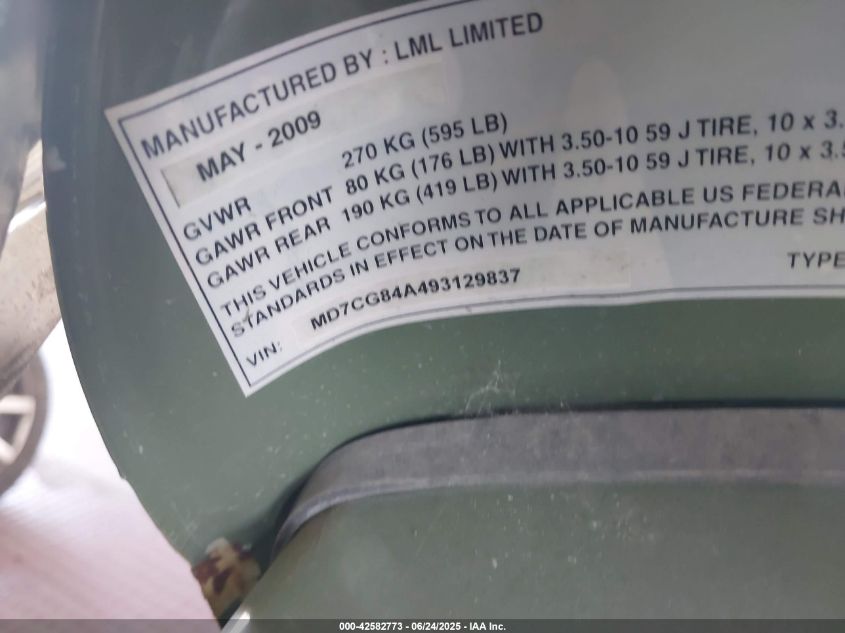 MANUFACTURED BY : LML LIMITED
MAY - 2009
GVWR 270 KG (595 LB)
GAWR FRONT 80 KG (176 LB) WITH 3.50-10 59 J TIRE, 10 x 3.
GAWR REAR 190 KG (419 LB) WITH 3.50-10 59 J TIRE, 10 x 3.5
THIS VEHICLE CONFORMS TO ALL APPLICABLE US FEDERA
STANDARDS IN EFFECT ON THE DATE OF MANUFACTURE SH
VIN: MD7CG84A493129837
TYPE
000-42582773 - 06/24/2025 - IAA Inc.